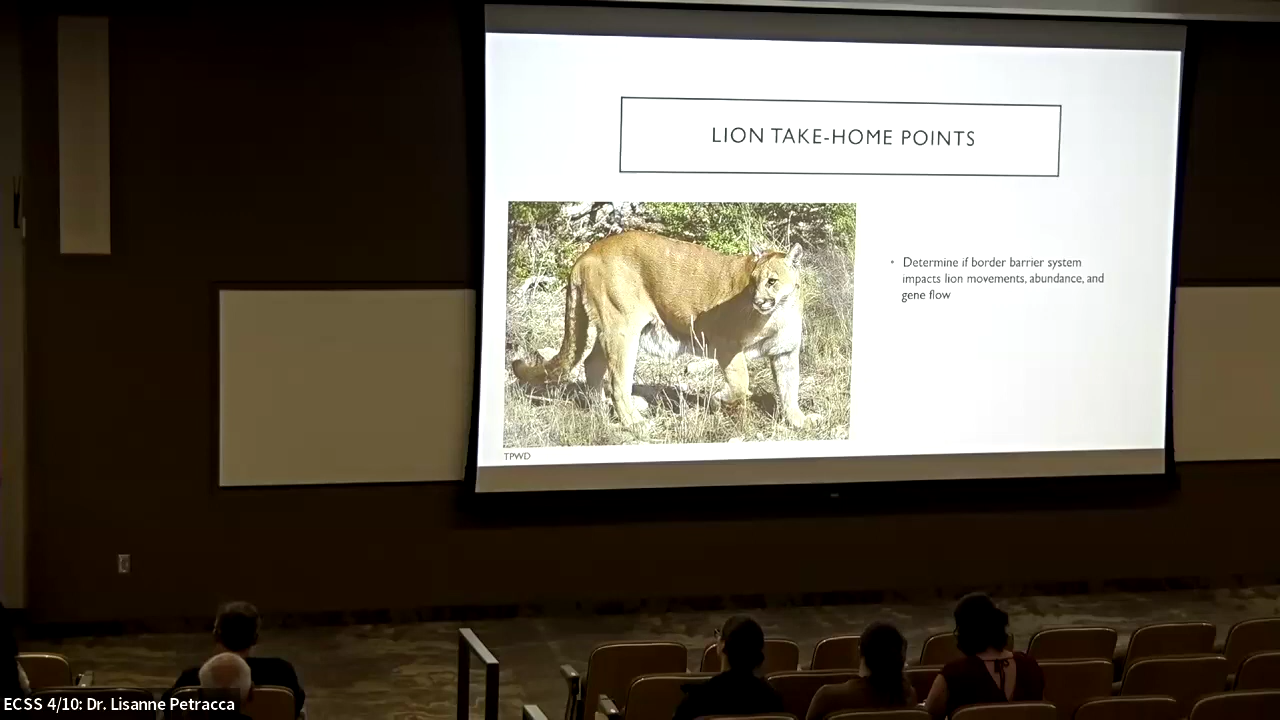 LION TAKE-HOME POINTS
• Determine if border barrier system
impacts lion movements, abundance, and
gene flow
TPWD
ECSS 4/10: Dr. Lisanne Petracca